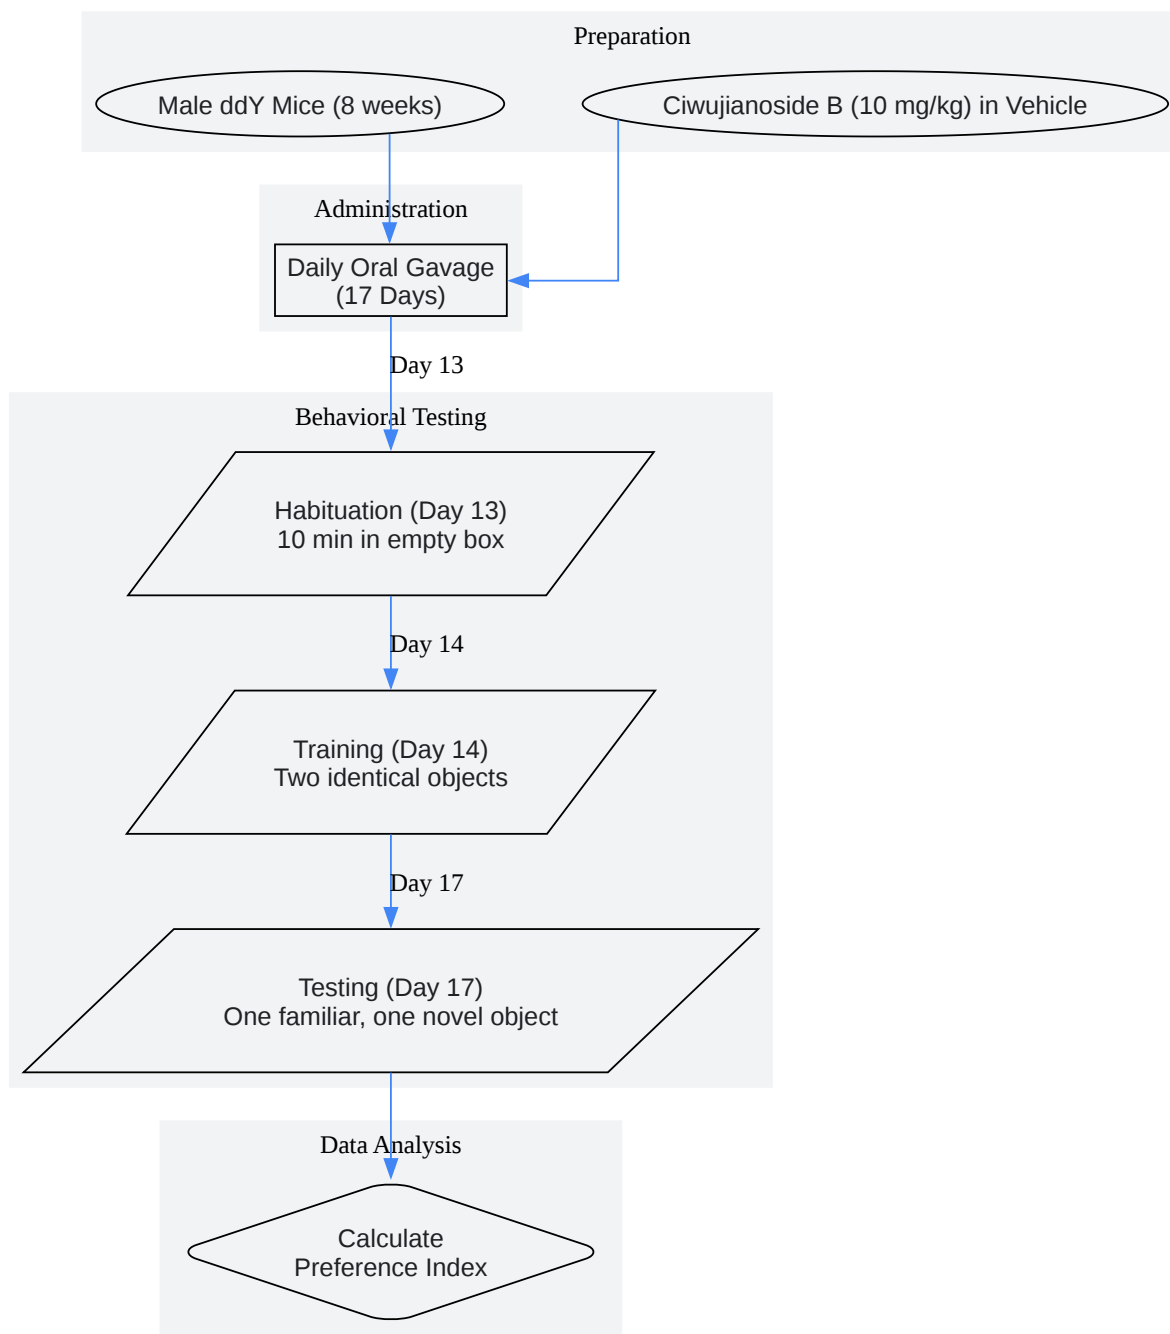 Preparation
Male ddY Mice (8 weeks)
Ciwujianoside B (10 mg/kg) in Vehicle
Administration
Daily Oral Gavage
(17 Days)
Day 13
Behavioral Testing
Habituation (Day 13)
10 min in empty box
Day 14
Training (Day 14)
Two identical objects
Day 17
Testing (Day 17)
One familiar, one novel object
Data Analysis
Calculate
Preference Index